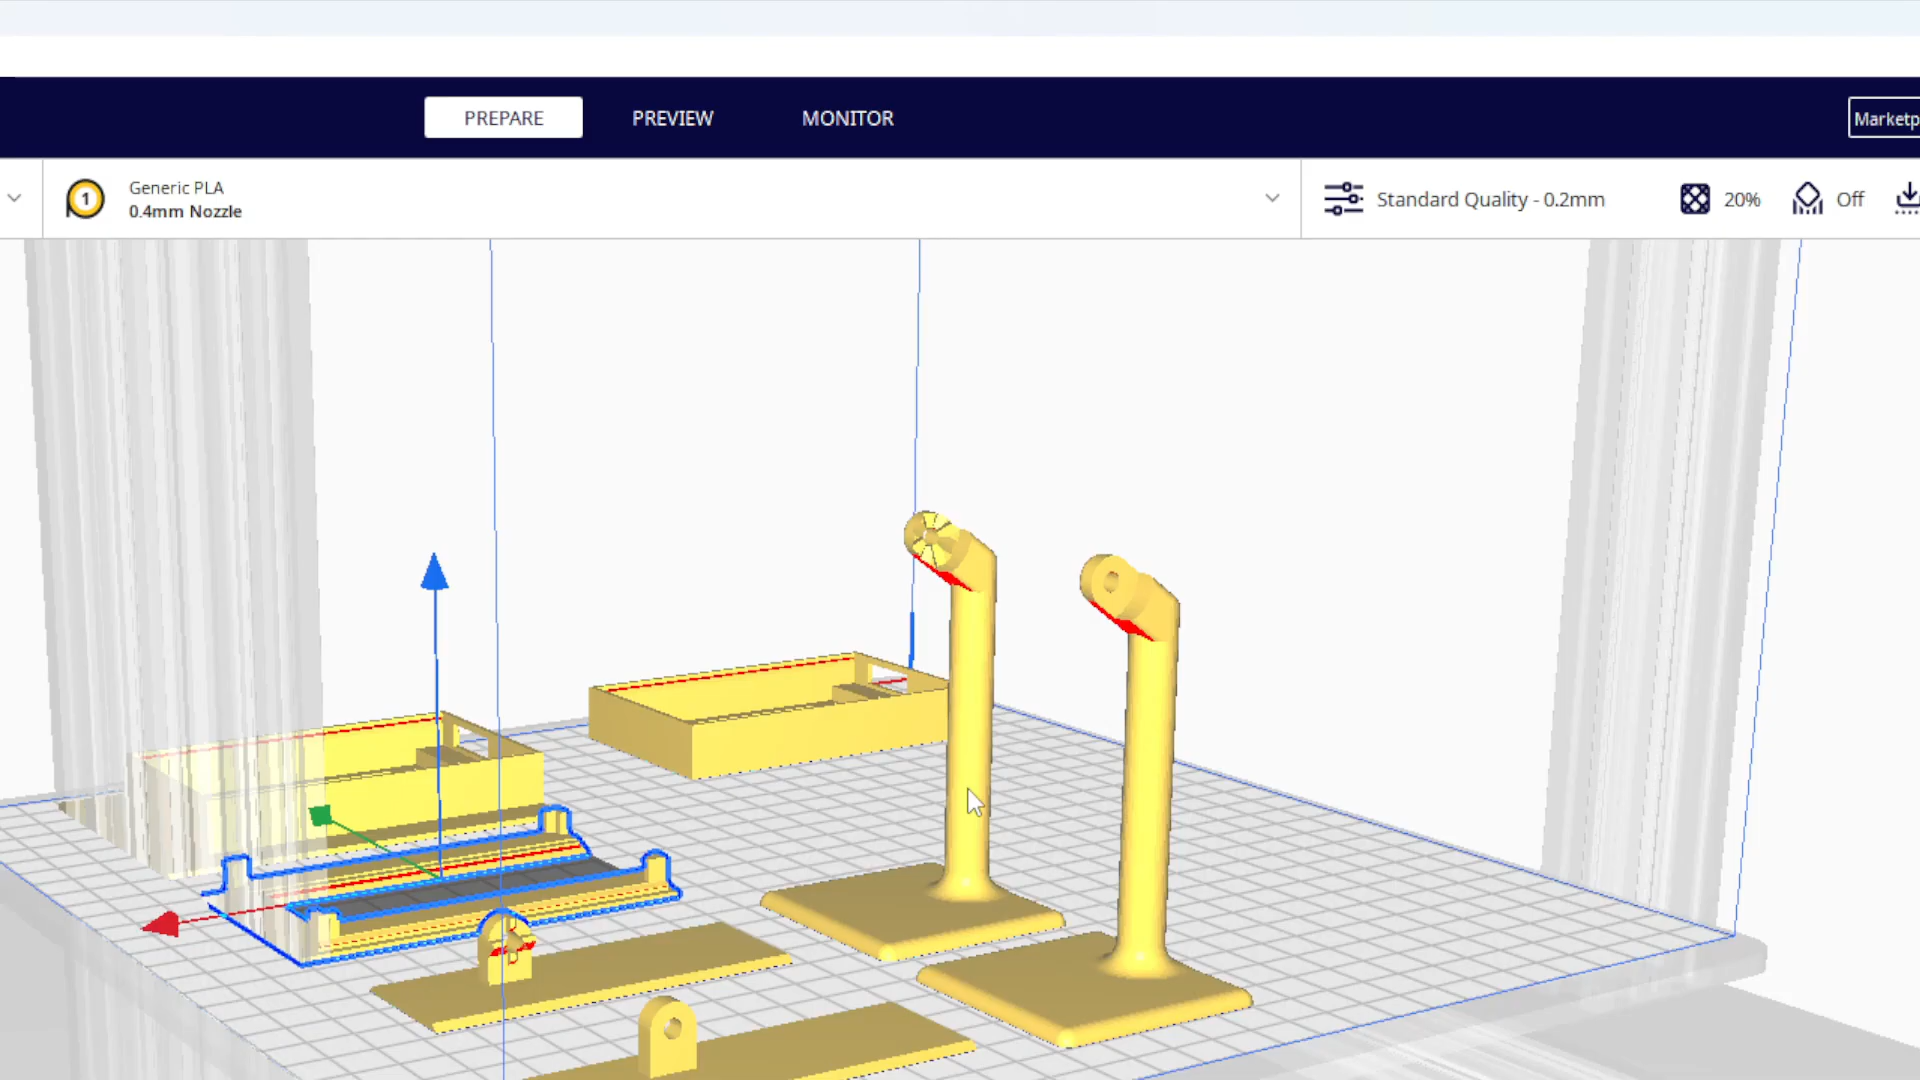 PREPARE
PREVIEW
MONITOR
Marketp
1
Generic PLA
0.4mm Nozzle
Standard Quality - 0.2mm
20%
Off